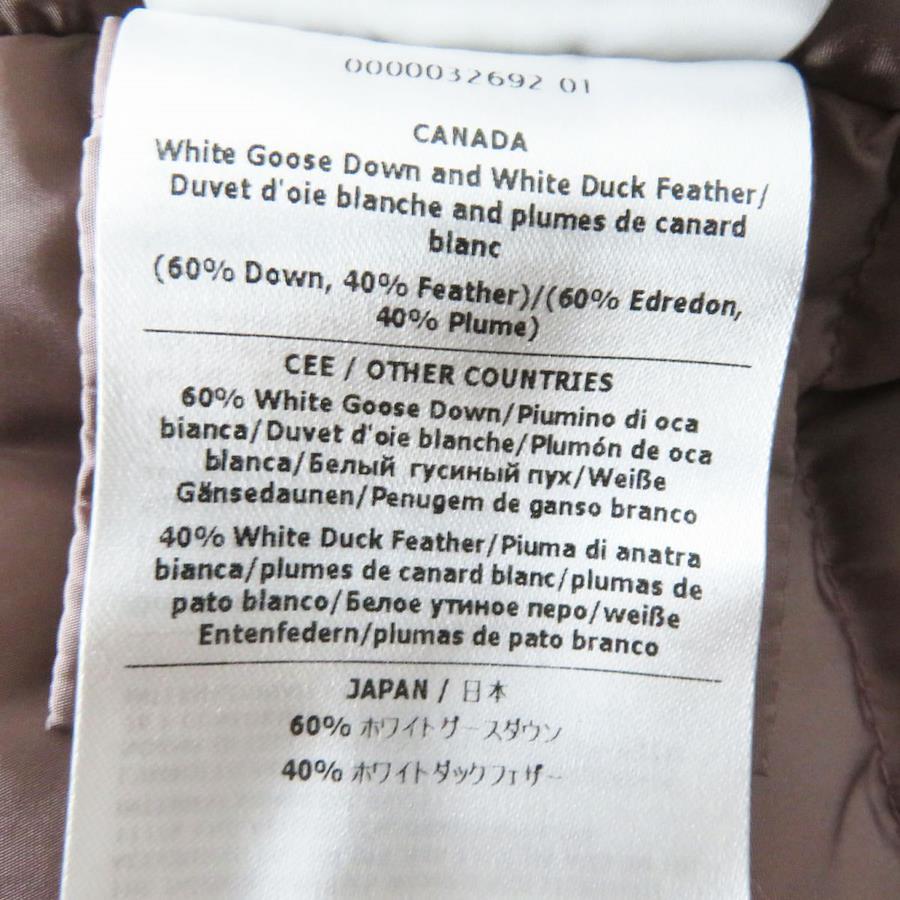 0000032692 01
CANADA
White Goose Down and White Duck Feather/
Duvet d'oie blanche and plumes de canard
blanc
(60% Down, 40% Feather)/(60% Edredon,
40% Plume)
CEE / OTHER COUNTRIES
60% White Goose Down/Piumino di oca
bianca/Duvet d'oie blanche/Plumón de oca
blanca/Белый гусиный пух/Weiße
Gänsedaunen/Penugem de ganso branco
40% White Duck Feather/Piuma di anatra
bianca/plumes de canard blanc/plumas de
pato blanco/Белое утиное перо/weiße
Entenfedern/plumas de pato branco
JAPAN / 日本
60% ホワイトグースダウン
40% ホワイトダックフェザー